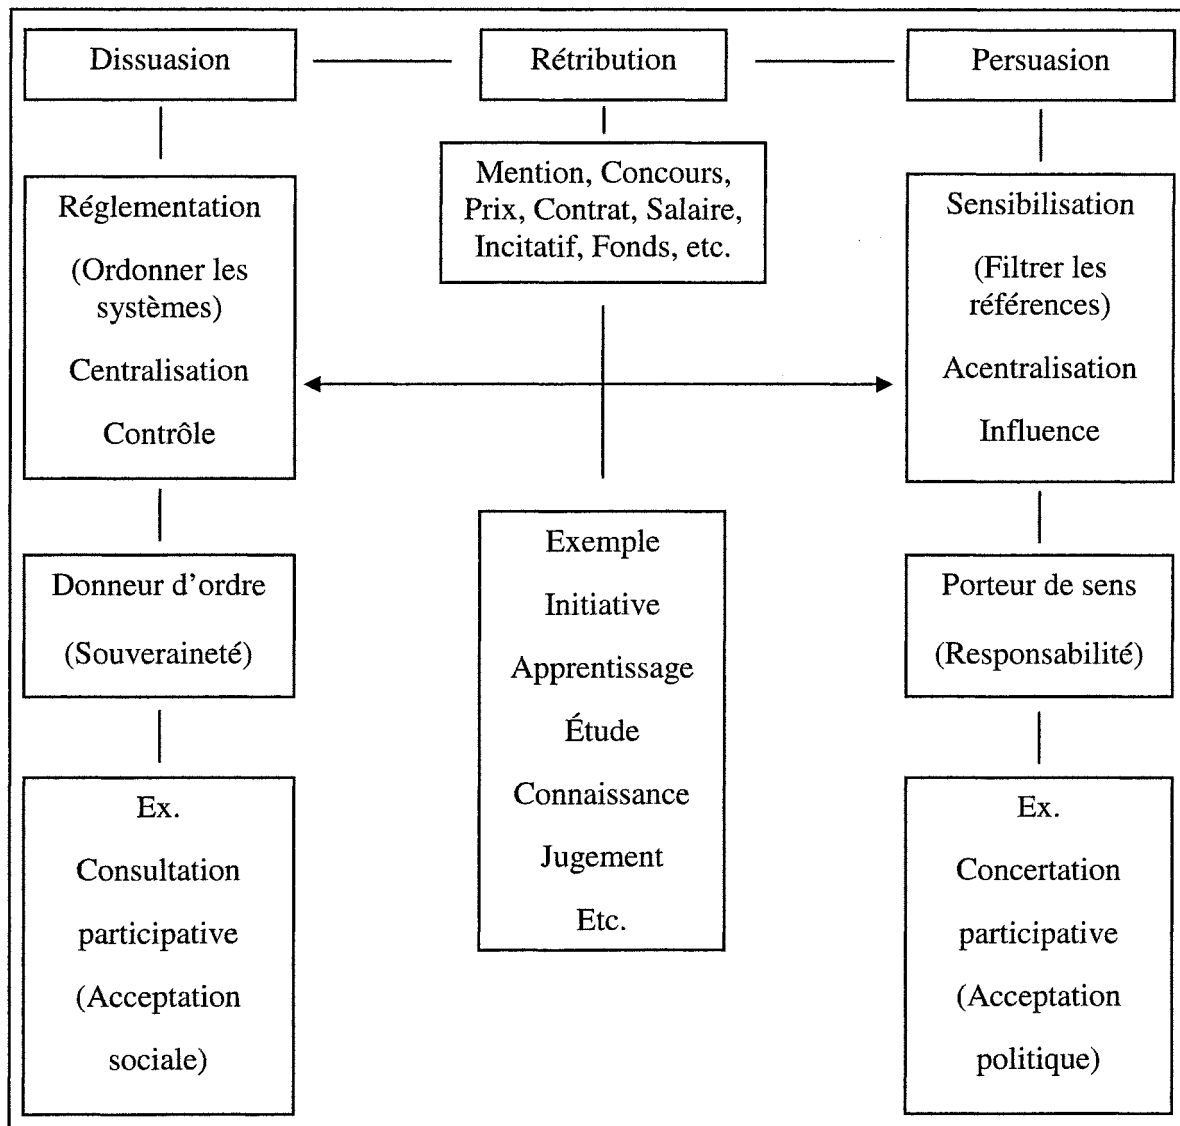 Dissuasion
Rétribution
Persuasion
Mention, Concours,
Prix, Contrat, Salaire,
Incitatif, Fonds, etc.
Réglementation
(Ordonner les
systèmes)
Centralisation
Contrôle
Sensibilisation
(Filtrer les
références)
Acentralisation
Influence
Exemple
Initiative
Apprentissage
Étude
Connaissance
Jugement
Etc.
Donneur d'ordre
(Souveraineté)
Porteur de sens
(Responsabilité)
Ex.
Consultation
participative
(Acceptation
sociale)
Ex.
Concertation
participative
(Acceptation
politique)